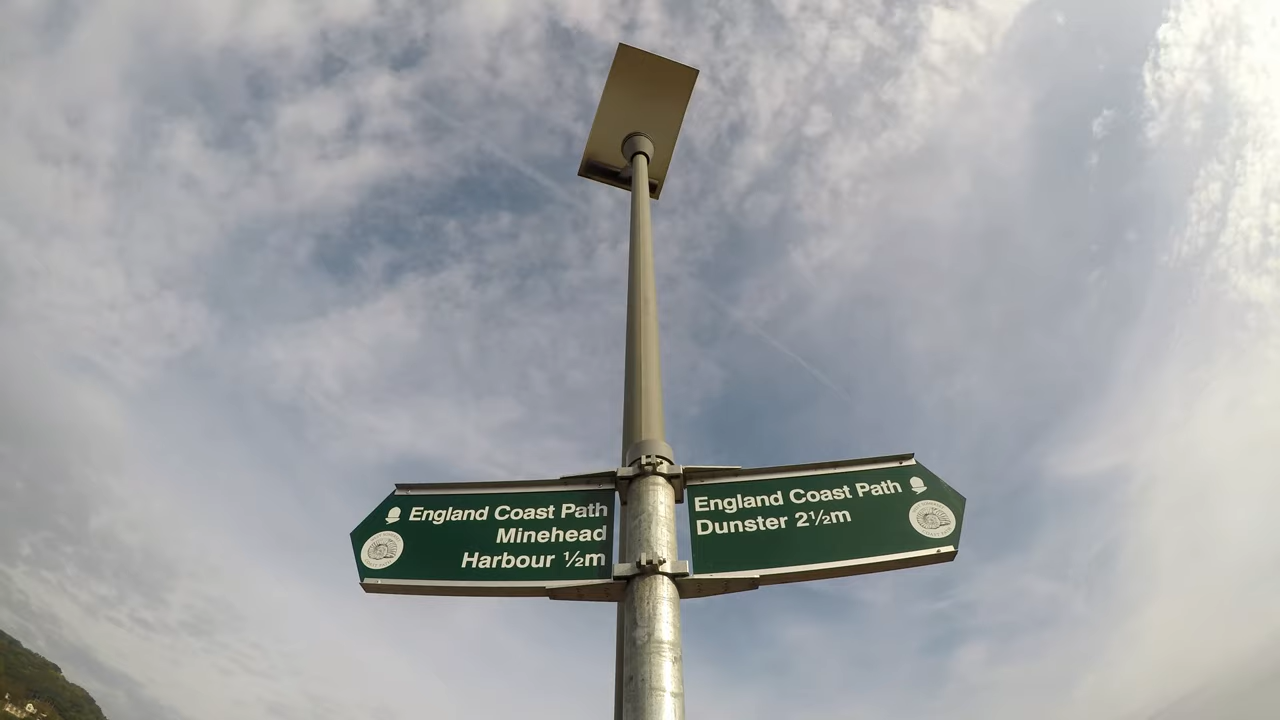 England Coast Path
Minehead
Harbour ½m
England Coast Path
Dunster 2½m